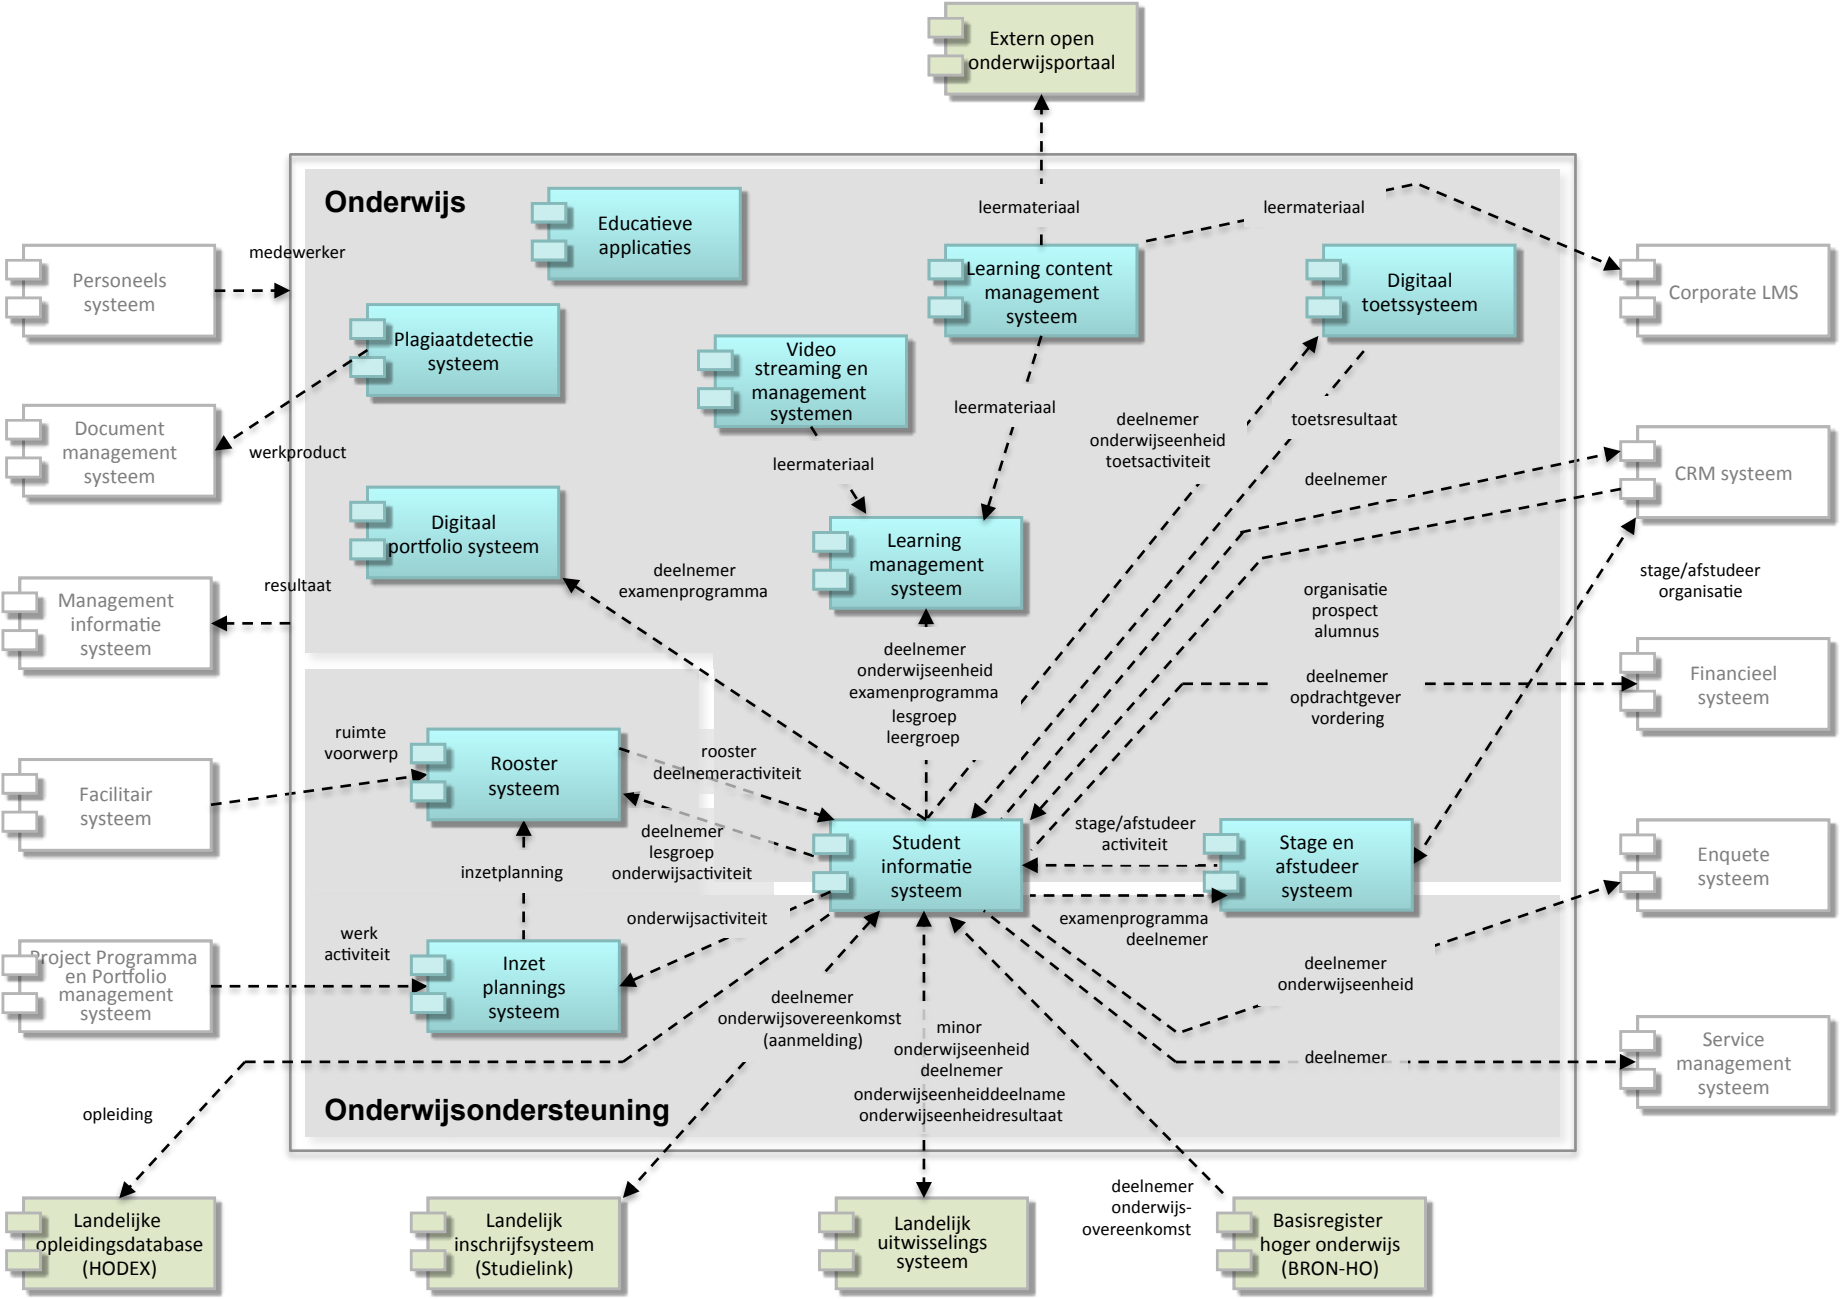 Extern open
onderwijsportaal
Onderwijs
Educatieve
applicaties
leermateriaal
leermateriaal
medewerker
Personeels
systeem
Learning content
management
systeem
Digitaal
toetssysteem
Corporate LMS
Plagiaatdetectie
systeem
Video
streaming en
management
systemen
leermateriaal
deelnemer
onderwijseenheid
toetsactiviteit
toetsresultaat
Document
management
systeem
werkproduct
leermateriaal
deelnemer
CRM systeem
Digitaal
portfolio systeem
Learning
management
systeem
deelnemer
examenprogramma
stage/afstudeer
organisatie
resultaat
Management
informatie
systeem
organisatie
prospect
alumnus
deelnemer
onderwijseenheid
examenprogramma
lesgroep
leergroep
deelnemer
opdrachtgever
vordering
Financieel
systeem
ruimte
voorwerp
Rooster
systeem
rooster
deelnemeractiviteit
Facilitair
systeem
deelnemer
lesgroep
onderwijsactiviteit
Student
informatie
systeem
stage/afstudeer
activiteit
Stage en
afstudeer
systeem
Enquete
systeem
inzetplanning
onderwijsactiviteit
examenprogramma
deelnemer
werk
activiteit
Project Programma
en Portfolio
management
systeem
Inzet
plannings
systeem
deelnemer
onderwijseenheid
deelnemer
onderwijsovereenkomst
(aanmelding)
minor
onderwijseenheid
deelnemer
onderwijseenheiddeelname
onderwijseenheidresultaat
deelnemer
Service
management
systeem
Onderwijsondersteuning
opleiding
deelnemer
onderwijs-
overeenkomst
Landelijke
opleidingsdatabase
(HODEX)
Landelijk
inschrijfsysteem
(Studielink)
Landelijk
uitwisselings
systeem
Basisregister
hoger onderwijs
(BRON-HO)